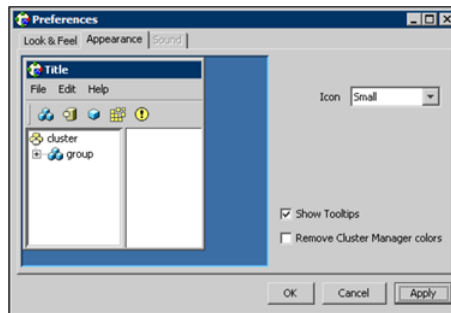 Preferences
Look & Feel Appearance Sound
Title
File Edit Help
cluster
group
Icon Small
Show Tooltips
Remove Cluster Manager colors
OK Cancel Apply